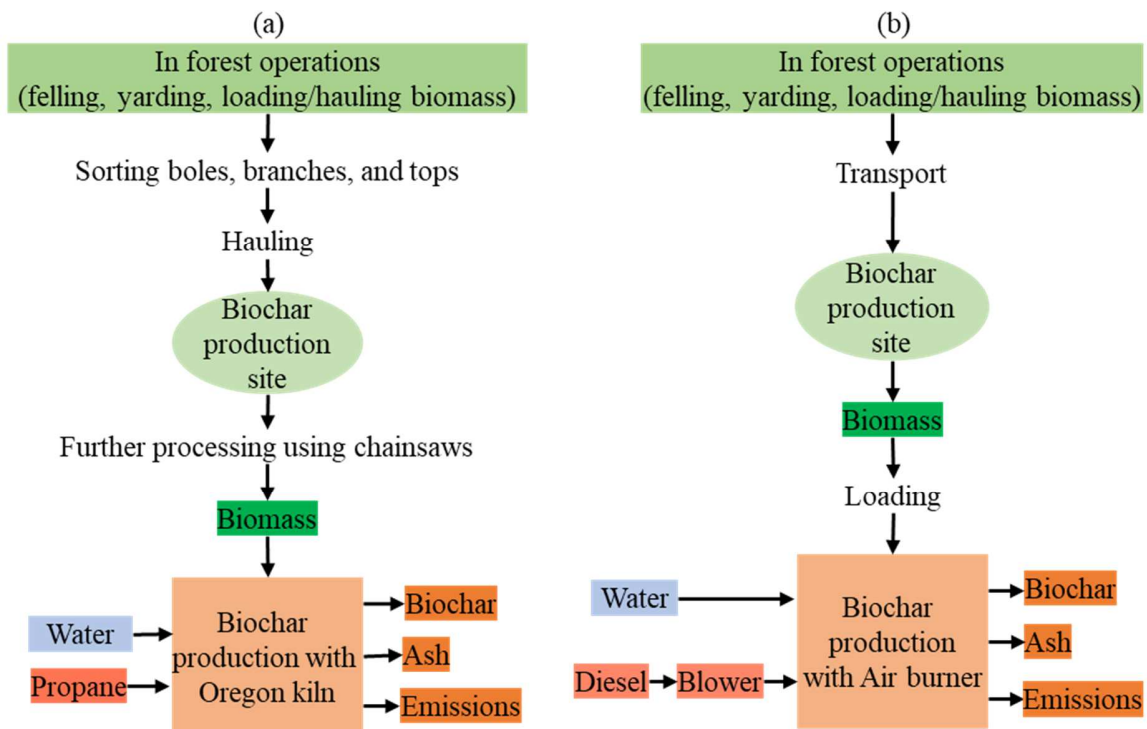 (a)
In forest operations
(felling, yarding, loading/hauling biomass)
Sorting boles, branches, and tops
Hauling
Biochar
production
site
Further processing using chainsaws
Biomass
Water
Propane
Biochar
production with
Oregon kiln
Biochar
Ash
Emissions
(b)
In forest operations
(felling, yarding, loading/hauling biomass)
Transport
Biochar
production
site
Biomass
Loading
Water
Diesel
Blower
Biochar
production
with Air burner
Biochar
Ash
Emissions